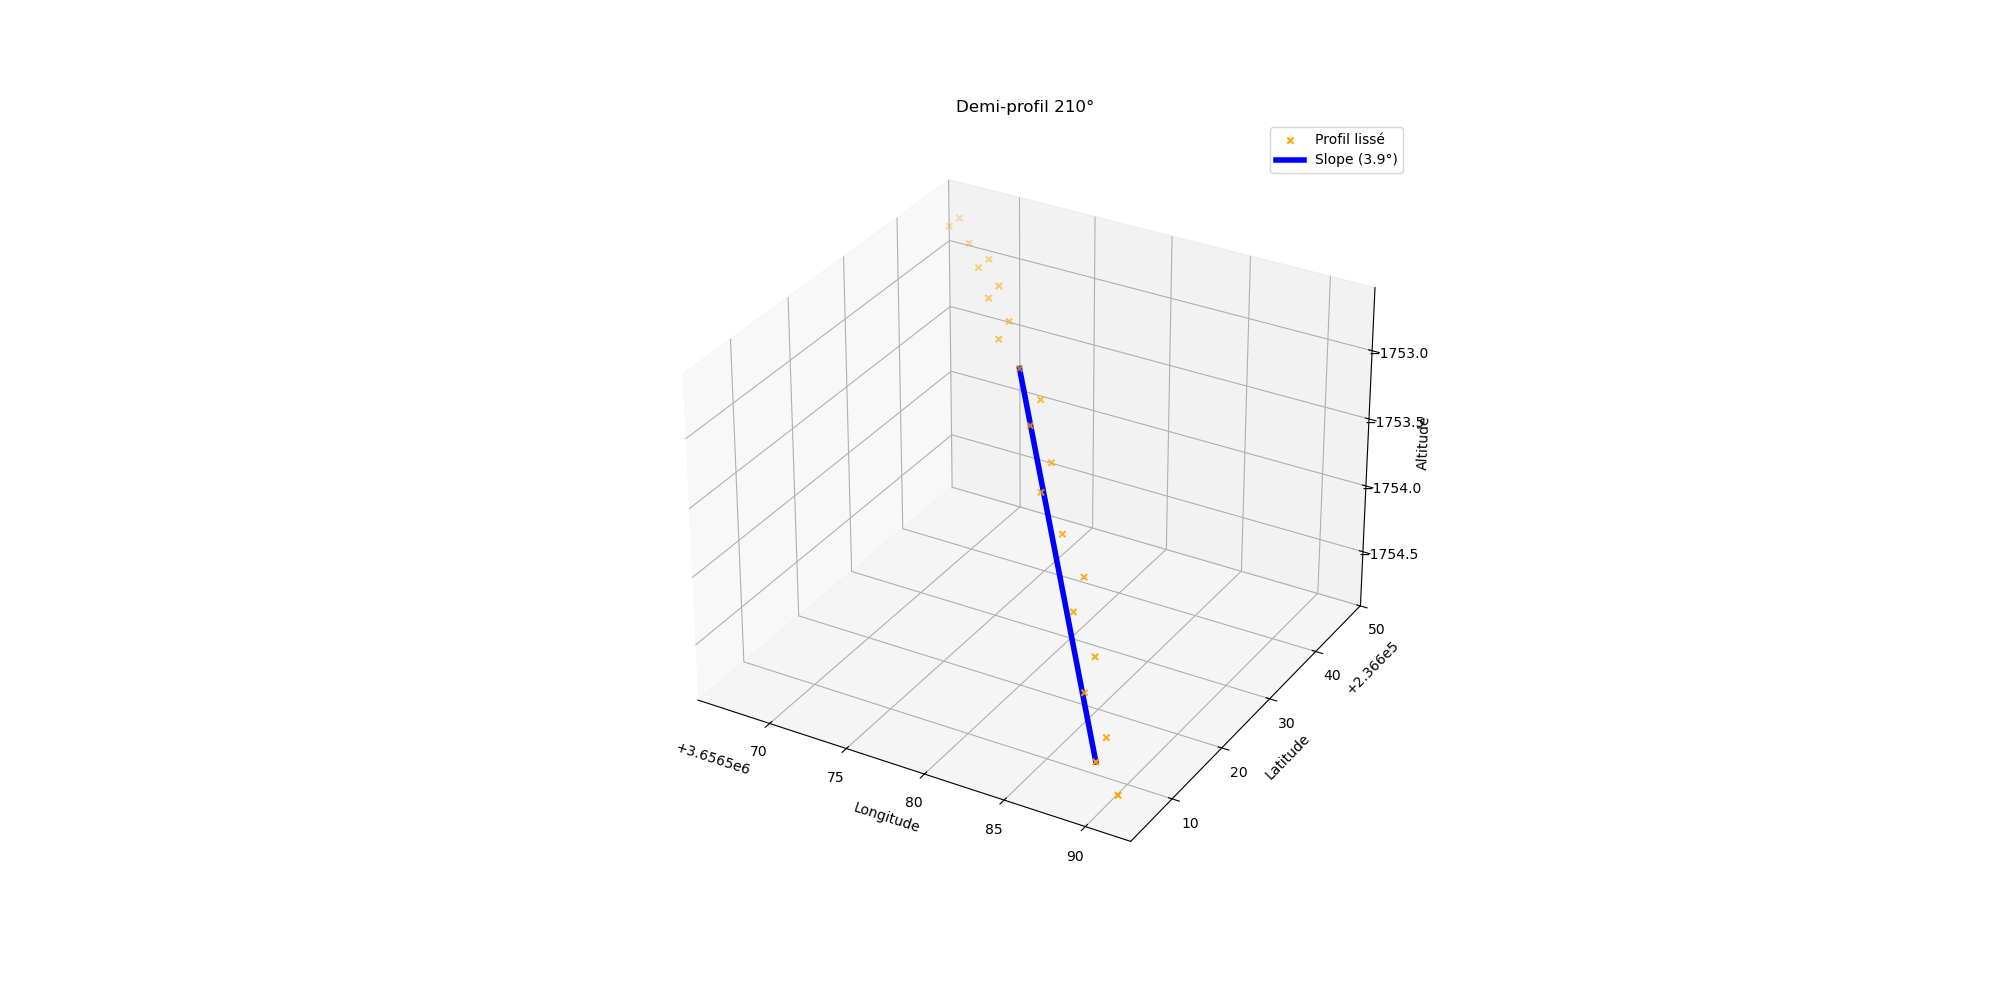 Demi-profil 210°
Profil lissé
Slope (3.9°)
−1753.0
−1753.5
−1754.0
−1754.5
Altitude
50
40
30
20
10
+2.366e5
Latitude
70
75
80
85
90
+3.6565e6
Longitude